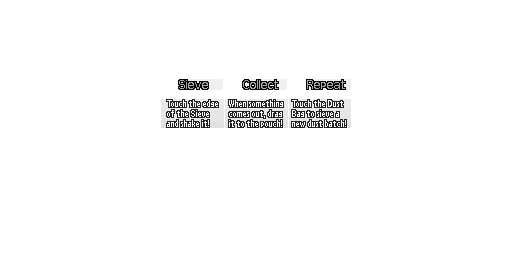 Sieve
Touch the edge
of the Sieve
and shake it!
Collect
When something
comes out, drag
it to the pouch!
Repeat
Touch the Dust
Bag to sieve a
new dust batch!